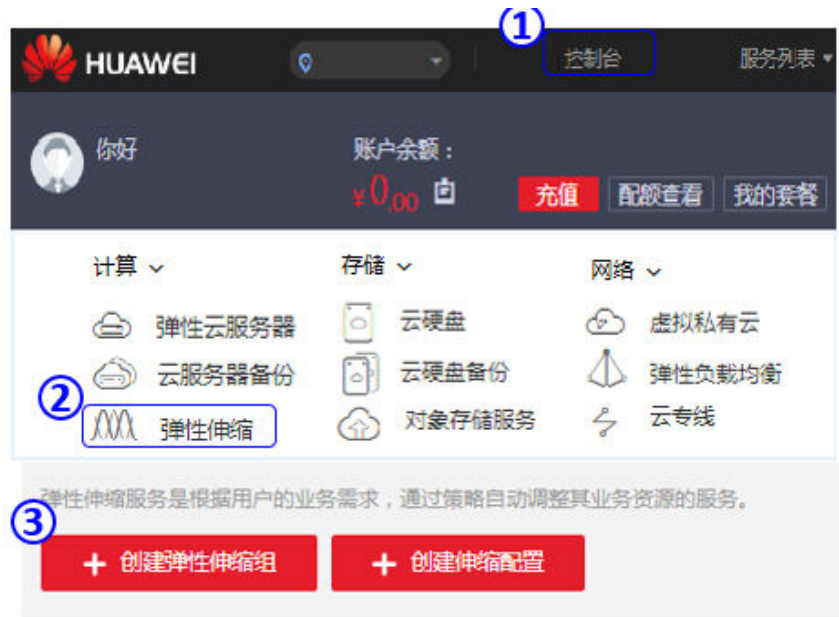 ①
HUAWEI 控制台 服务列表
你好 账户余额：
¥0.00 充值 配额查看 我的套餐
计算 存储 网络
弹性云服务器 云硬盘 虚拟私有云
云服务器备份 云硬盘备份 弹性负载均衡
②
弹性伸缩 对象存储服务 云专线
弹性伸缩服务是根据用户的业务需求，通过策略自动调整其业务资源的服务。
③
+ 创建弹性伸缩组 + 创建伸缩配置